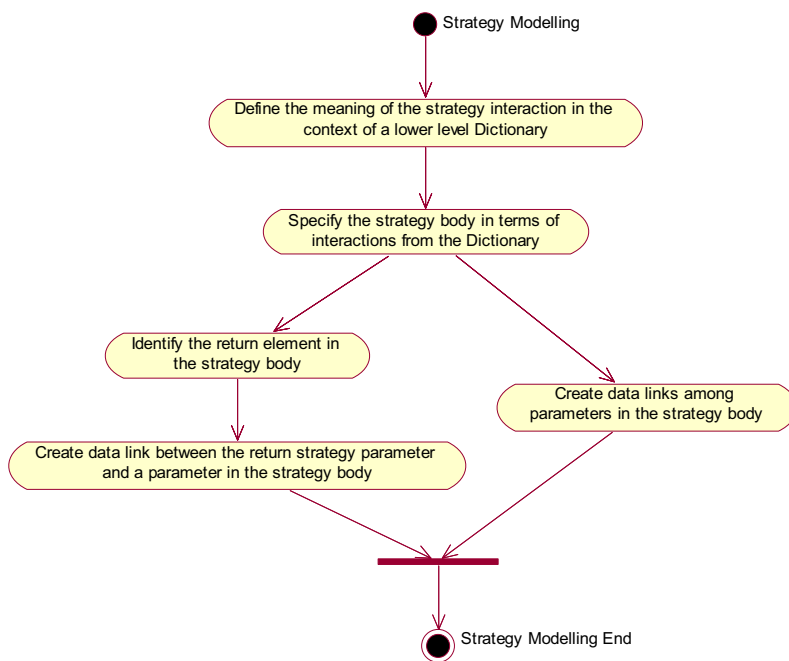 Strategy Modelling
Define the meaning of the strategy interaction in the
context of a lower level Dictionary
Specify the strategy body in terms of
interactions from the Dictionary
Identify the return element in
the strategy body
Create data links among
parameters in the strategy body
Create data link between the return strategy parameter
and a parameter in the strategy body
Strategy Modelling End